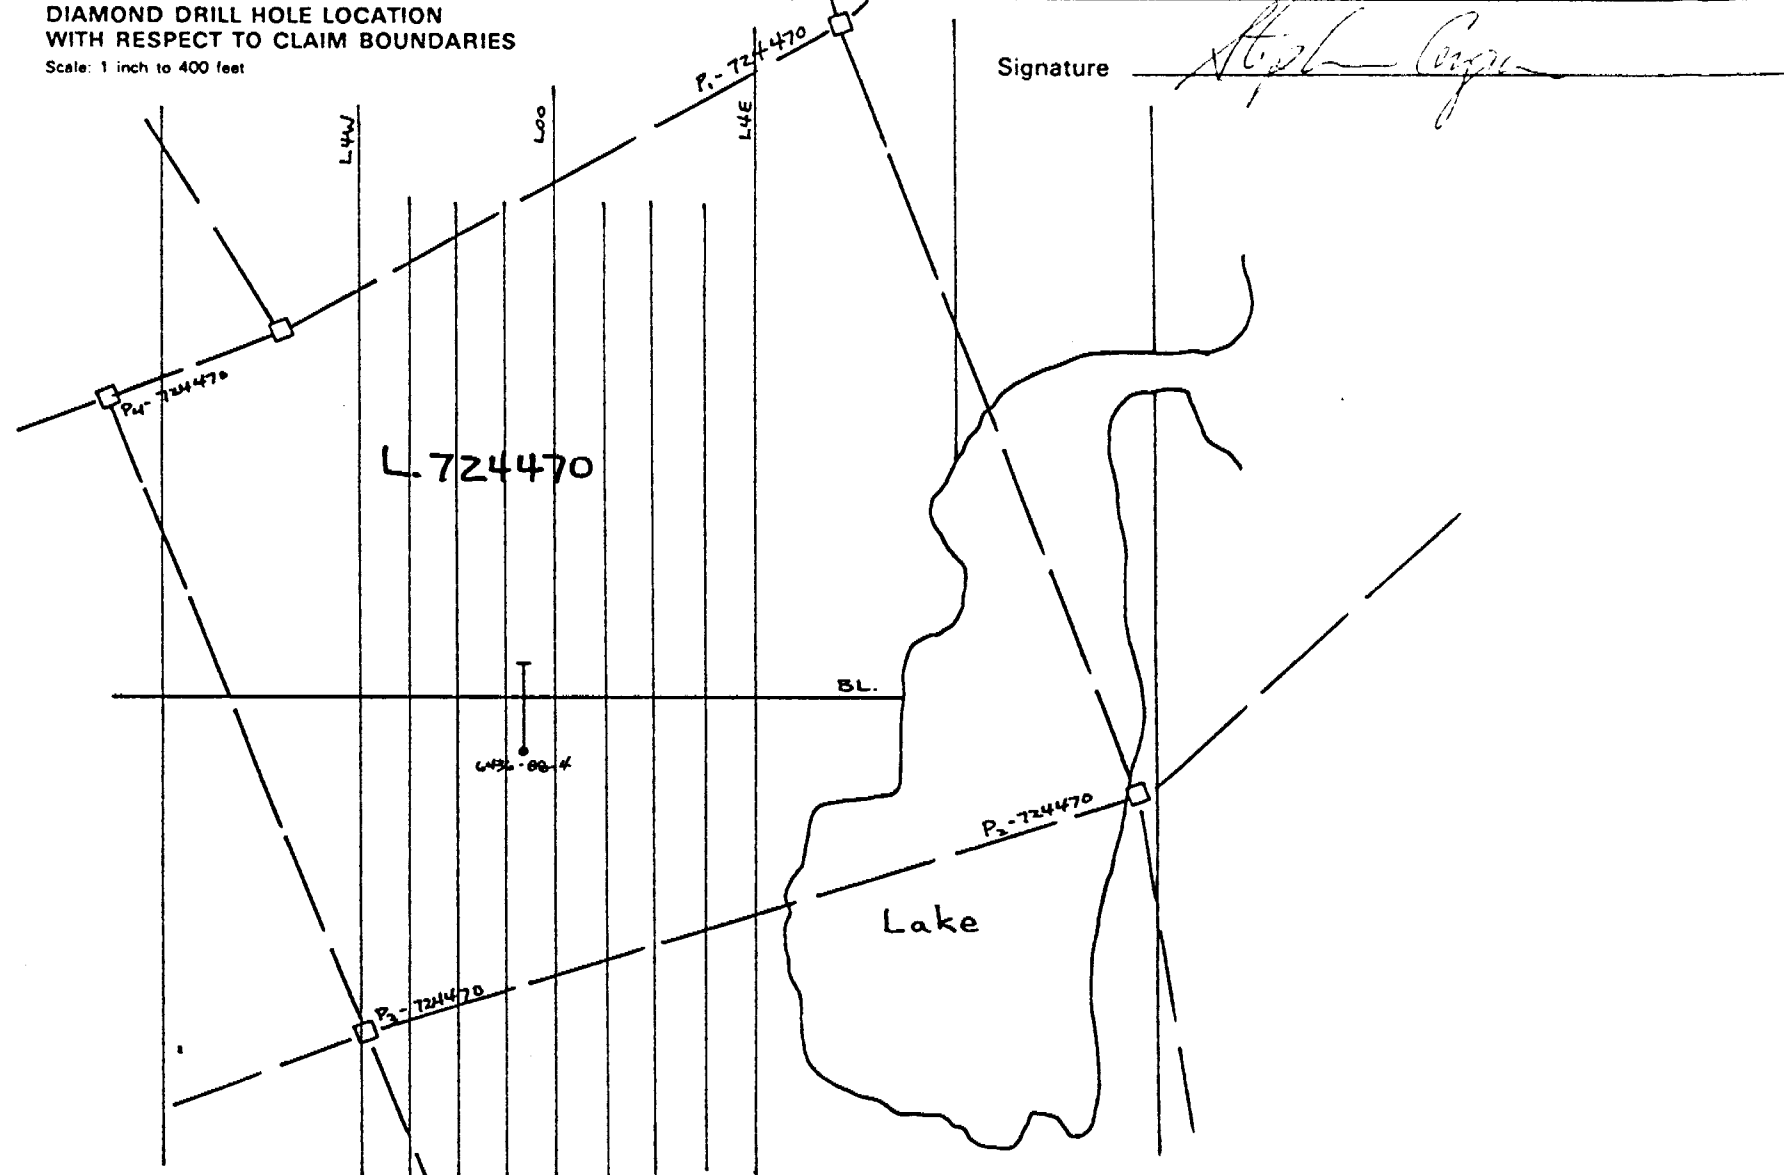 DIAMOND DRILL HOLE LOCATION
WITH RESPECT TO CLAIM BOUNDARIES
Scale: 1 inch to 400 feet
Signature
P1-724470
L4W
L00
L4E
P4-724470
L.724470
BL.
P2-724470
Lake
P3-724470